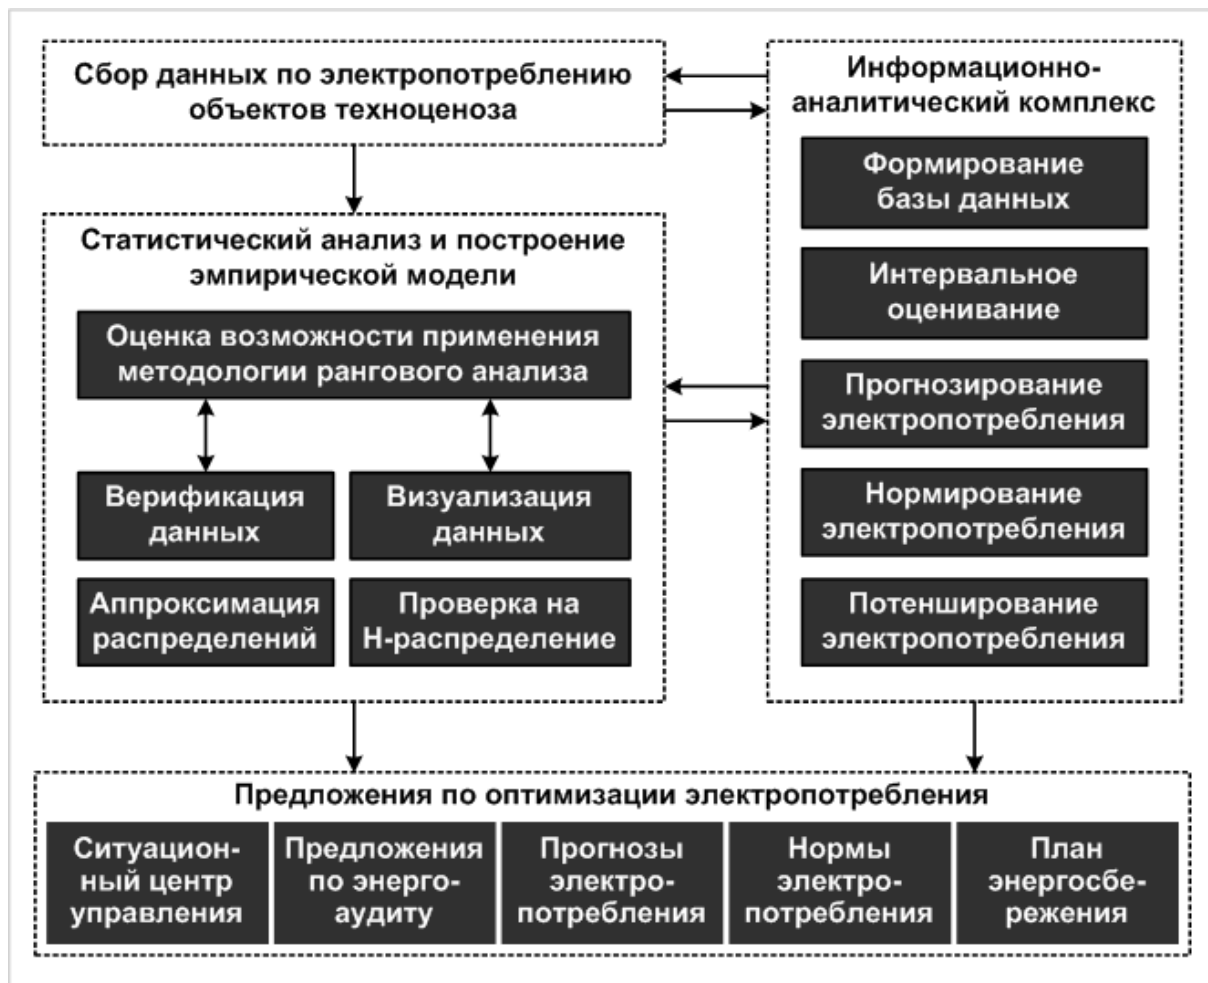 Сбор данных по электропотреблению
объектов техноценоза
Информационно-
аналитический комплекс
Формирование
базы данных
Интервальное
оценивание
Прогнозирование
электропотребления
Нормирование
электропотребления
Потенширование
электропотребления
Статистический анализ и построение
эмпирической модели
Оценка возможности применения
методологии рангового анализа
Верификация
данных
Визуализация
данных
Аппроксимация
распределений
Проверка на
Н-распределение
Предложения по оптимизации электропотребления
Ситуацион-
ный центр
управления
Предложения
по энерго-
аудиту
Прогнозы
электро-
потребления
Нормы
электро-
потребления
План
энергосбе-
режения